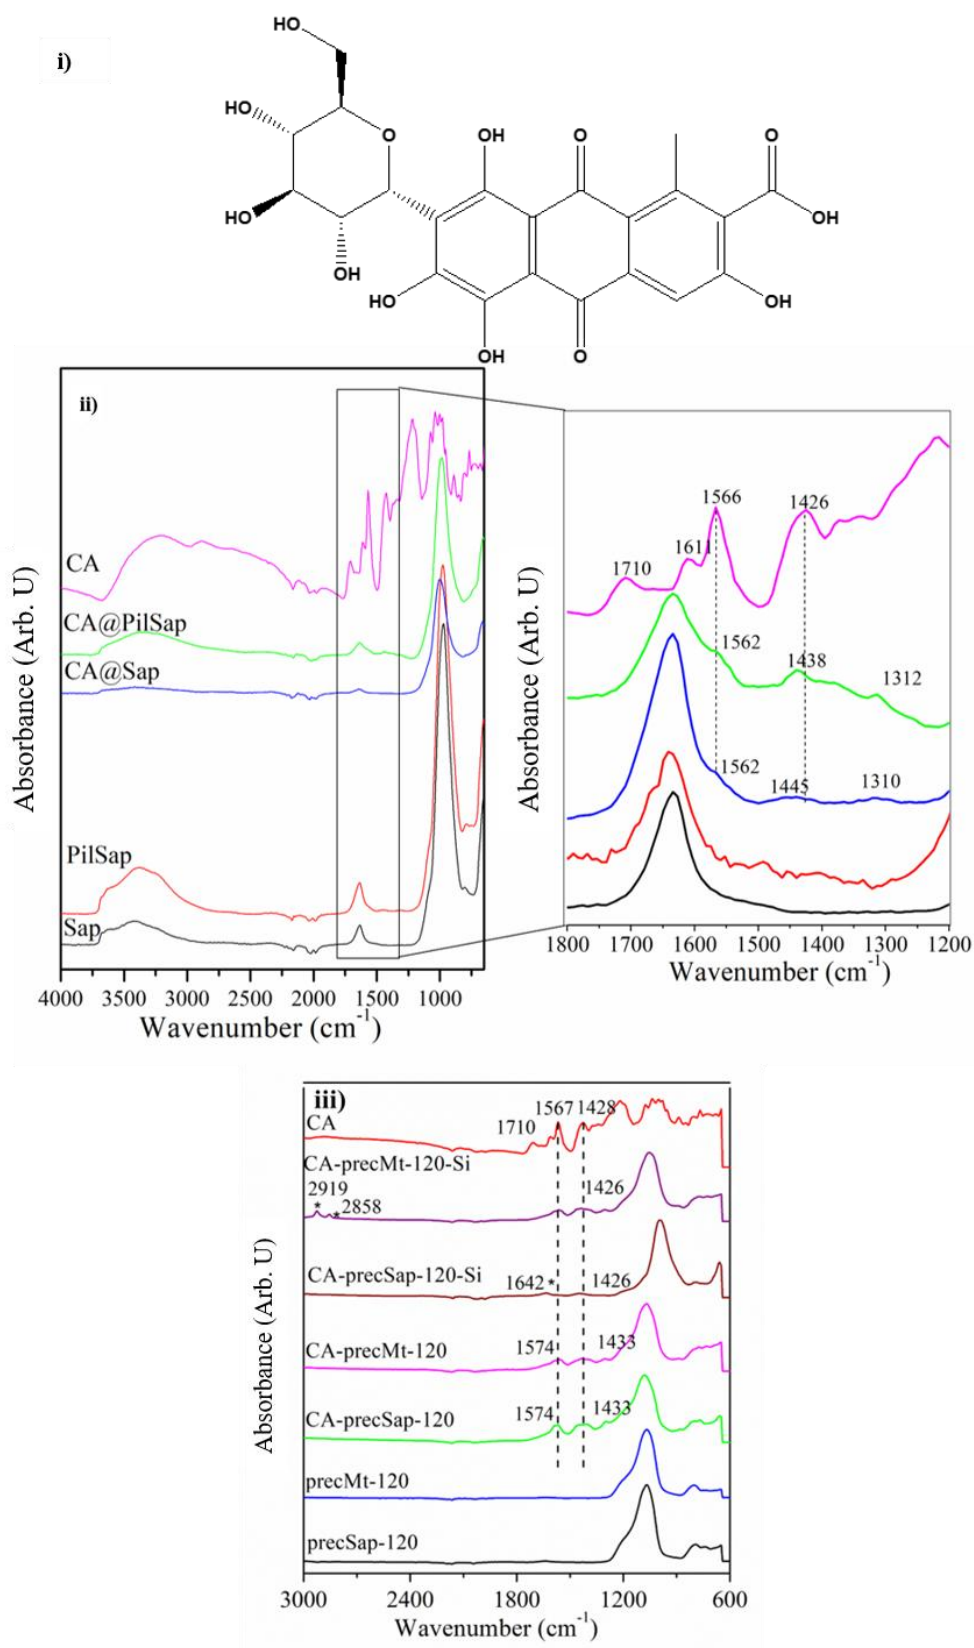 i)
HO
HO
O
OH
O
O
HO
OH
OH
HO
OH
OH
O
ii)
CA
CA@PilSap
CA@Sap
PilSap
Sap
Absorbance (Arb. U)
4000 3500 3000 2500 2000 1500 1000
Wavenumber (cm-1)
1566
1426
1611
1710
1562
1438
1312
1562
1445
1310
Absorbance (Arb. U)
1800 1700 1600 1500 1400 1300 1200
Wavenumber (cm-1)
iii)
CA
1710
1567
1428
CA-precMt-120-Si
2919
*
*2858
1426
CA-precSap-120-Si
1642*
1426
CA-precMt-120
1574
1433
CA-precSap-120
1574
1433
precMt-120
precSap-120
Absorbance (Arb. U)
3000 2400 1800 1200 600
Wavenumber (cm-1)